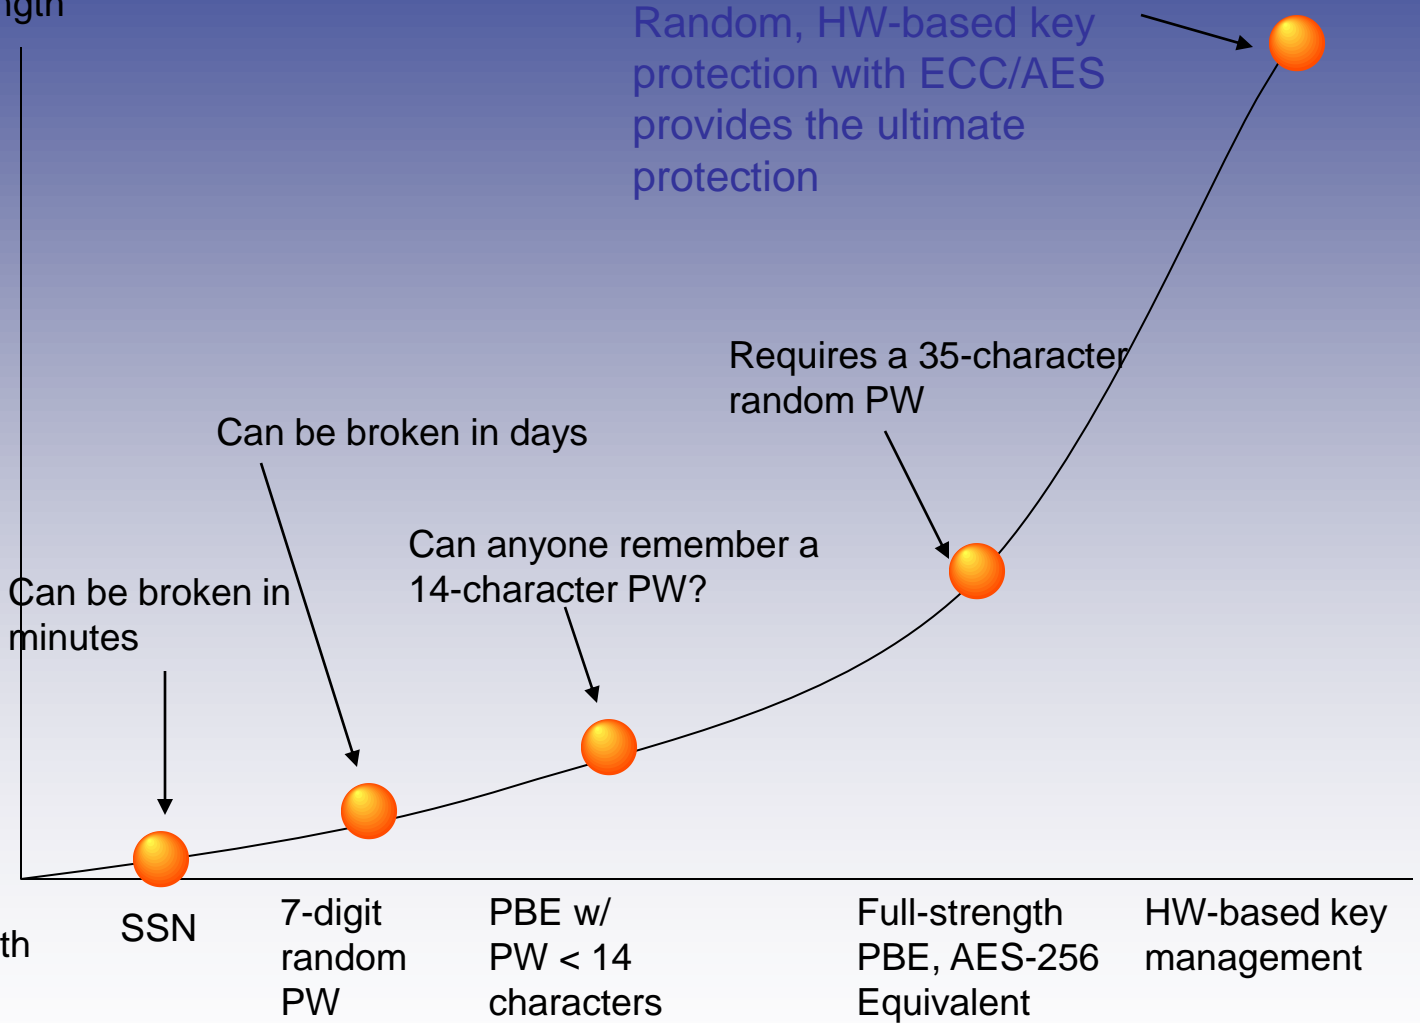 Random, HW-based key
protection with ECC/AES
provides the ultimate
protection
Requires a 35-character
random PW
Can be broken in days
Can anyone remember a
14-character PW?
Can be broken in
minutes
SSN
7-digit
random
PW
PBE w/
PW < 14
characters
Full-strength
PBE, AES-256
Equivalent
HW-based key
management